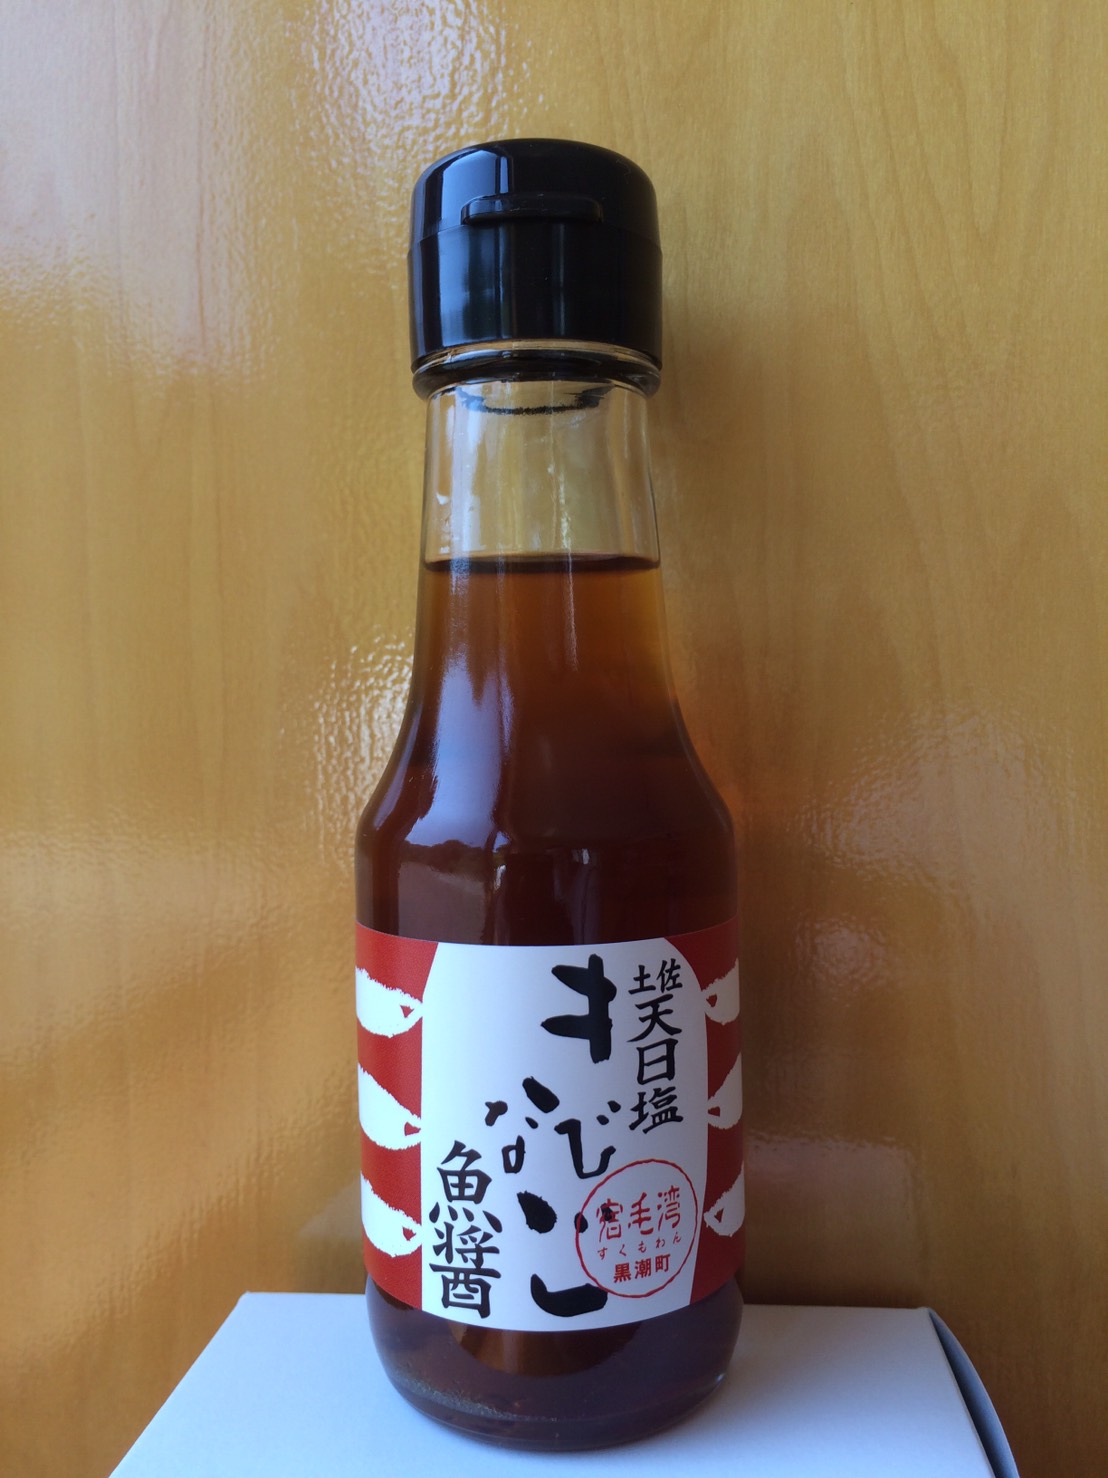 土佐天日塩
きびなご
魚醤
宿毛湾
すくもわん
黒潮町